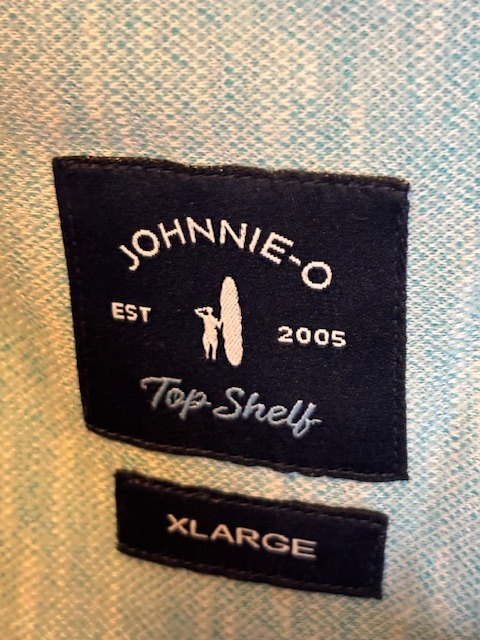 JOHNNIE-O
EST 2005
Top Shelf
XLARGE